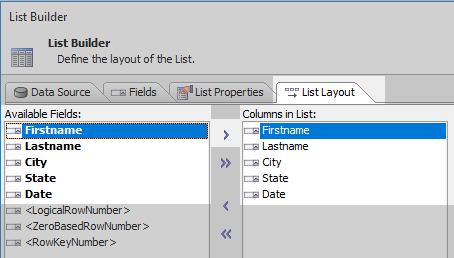 List Builder
List Builder
Define the layout of the List.
Data Source Fields List Properties List Layout
Available Fields: Columns in List:
Firstname Firstname
Lastname Lastname
City City
State State
Date Date
<LogicalRowNumber>
<ZeroBasedRowNumber>
<RowKeyNumber>